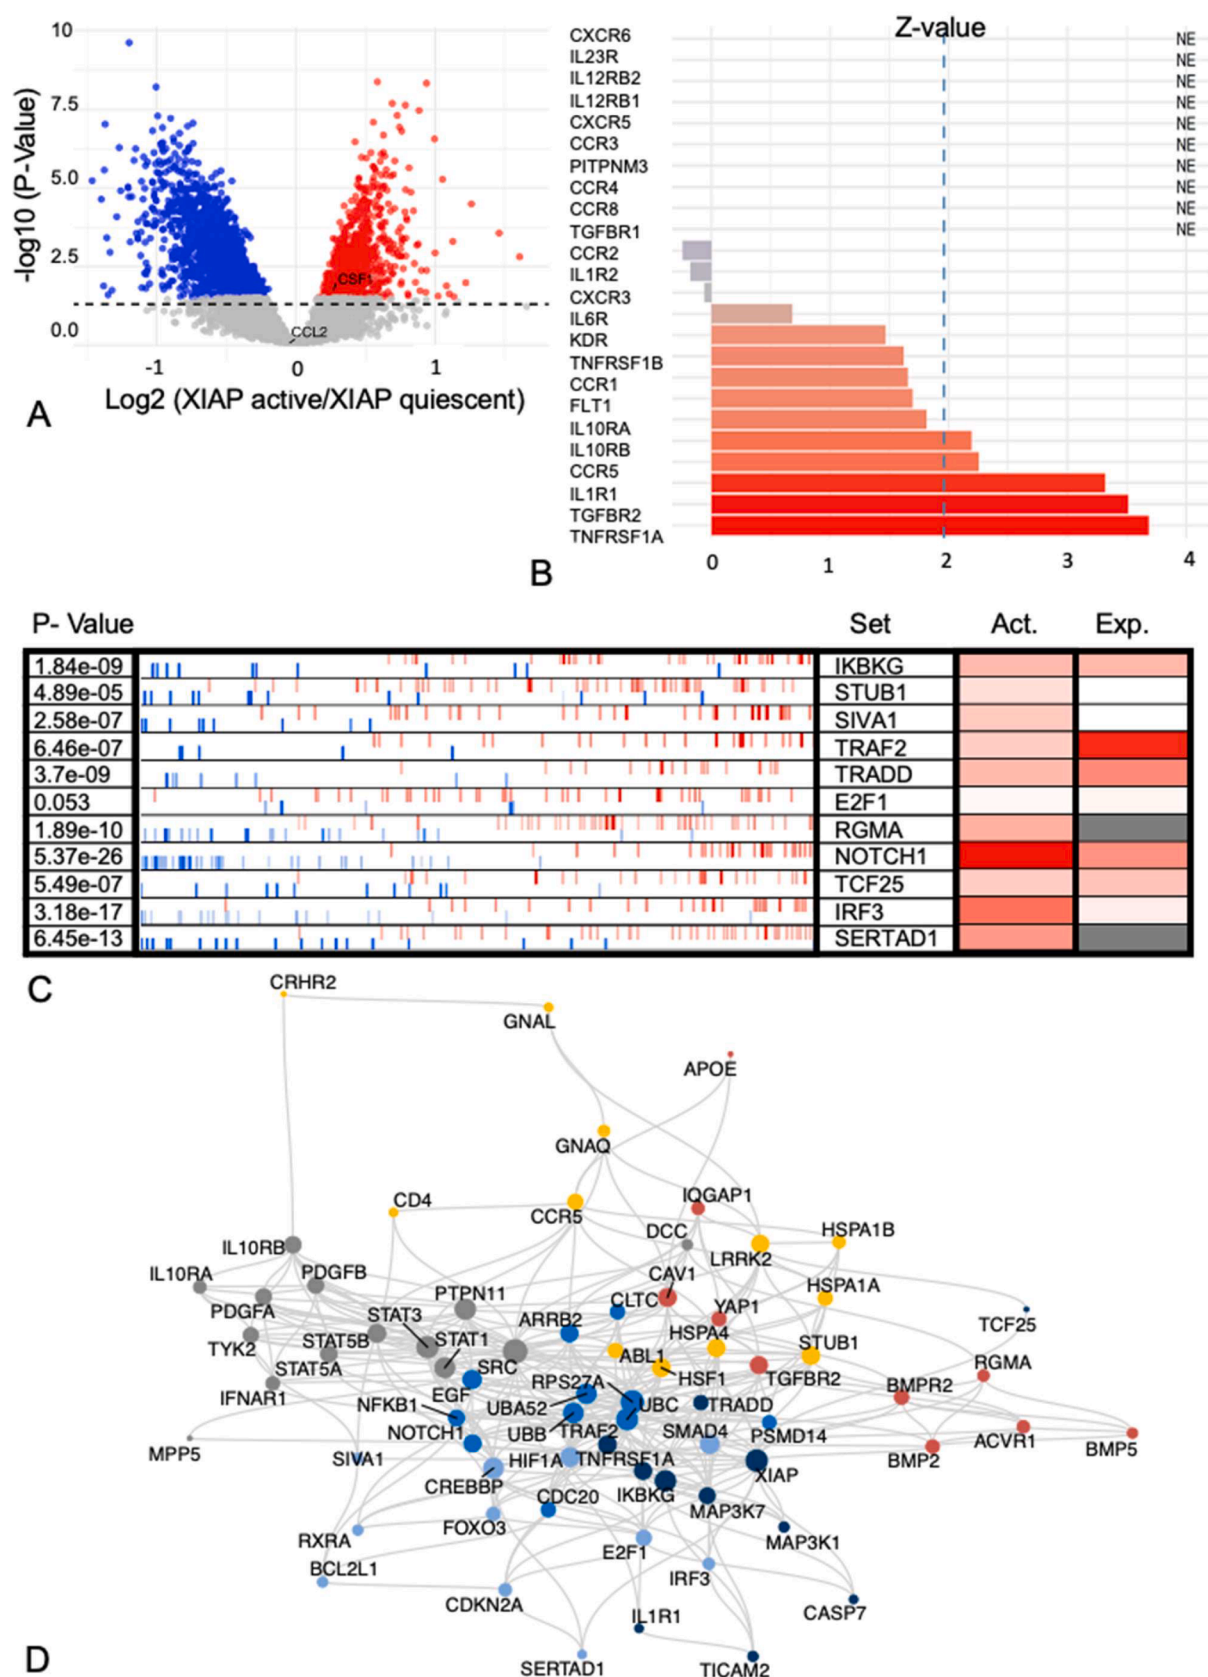 10
7.5
5.0
2.5
0.0
-log10 (P-Value)
CSF1
CCL2
-1
0
1
Log2 (XIAP active/XIAP quiescent)
A
Z-value
CXCR6 NE
IL23R NE
IL12RB2 NE
IL12RB1 NE
CXCR5 NE
CCR3 NE
PITPNM3 NE
CCR4 NE
CCR8 NE
TGFBR1 NE
CCR2
IL1R2
CXCR3
IL6R
KDR
TNFRSF1B
CCR1
FLT1
IL10RA
IL10RB
CCR5
IL1R1
TGFBR2
TNFRSF1A
0 1 2 3 4
B
P- Value Set Act. Exp.
1.84e-09 IKBKG
4.89e-05 STUB1
2.58e-07 SIVA1
6.46e-07 TRAF2
3.7e-09 TRADD
0.053 E2F1
1.89e-10 RGMA
5.37e-26 NOTCH1
5.49e-07 TCF25
3.18e-17 IRF3
6.45e-13 SERTAD1
C
CRHR2
GNAL
APOE
GNAQ
CD4
CCR5
IQGAP1
DCC
HSPA1B
LRRK2
IL10RB
IL10RA
PDGFB
PDGFA
PTPN11
CAV1
CLTC
HSPA1A
YAP1
TCF25
STAT3
ARRB2
TYK2
STAT5B
STAT1
HSPA4
STUB1
STAT5A
SRC
ABL1
HSF1
TGFBR2
RGMA
IFNAR1
EGF
RPS27A
BMPR2
NFKB1
UBA52
UBC
TRADD
NOTCH1
UBB
TRAF2
SMAD4
PSMD14
ACVR1
BMP5
MPP5
SIVA1
HIF1A
TNFRSF1A
BMP2
XIAP
CREBBP
CDC20
IKBKG
MAP3K7
FOXO3
RXRA
MAP3K1
E2F1
BCL2L1
IRF3
CDKN2A
IL1R1
CASP7
SERTAD1
TICAM2
D